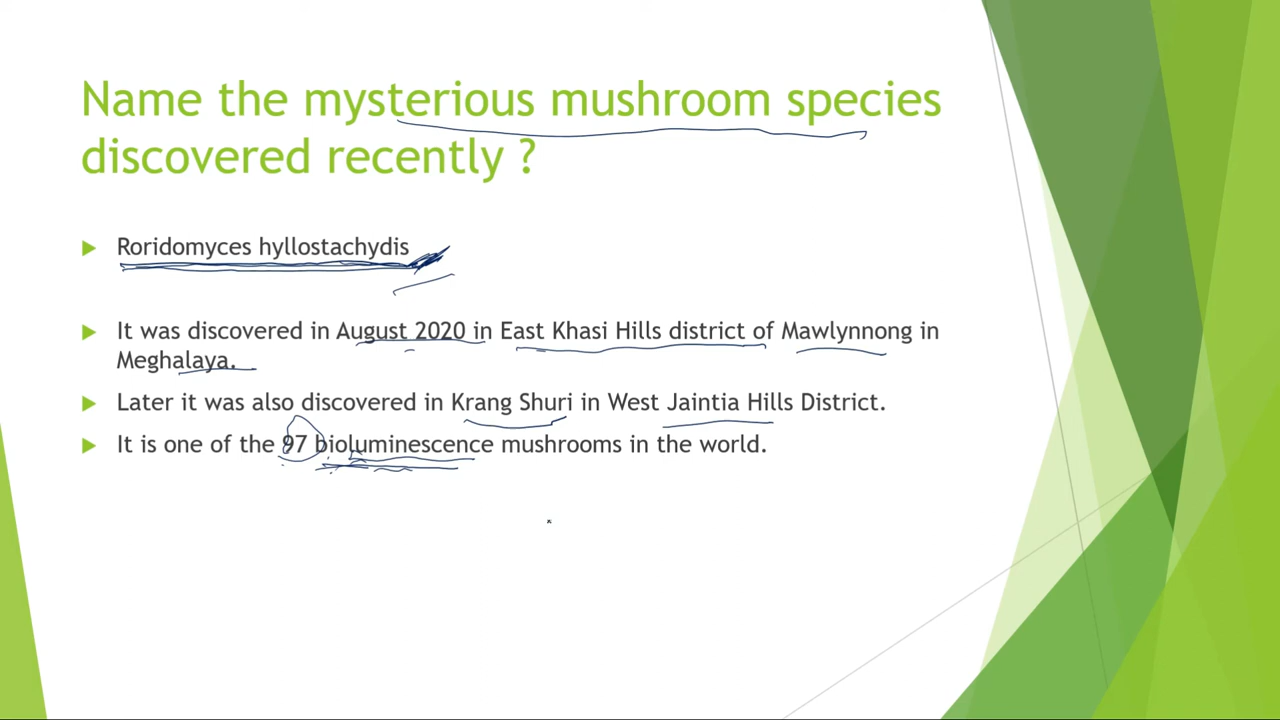 Name the mysterious mushroom species
discovered recently ?
Roridomyces hyllostachydis
It was discovered in August 2020 in East Khasi Hills district of Mawlynnong in
Meghalaya.
Later it was also discovered in Krang Shuri in West Jaintia Hills District.
It is one of the 97 bioluminescence mushrooms in the world.